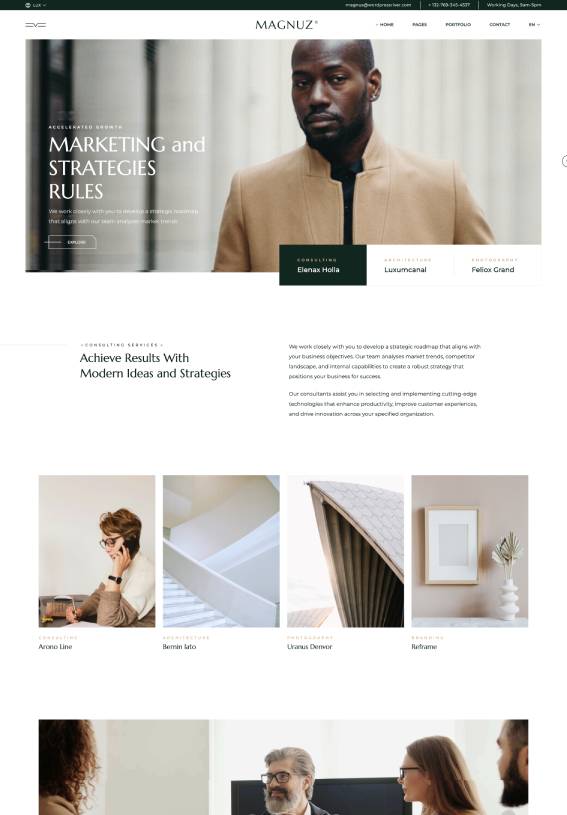 LUX
magnus@wordpressriver.com
+ 132-769-345-4537
Working Days, 9am-5pm
MAGNUZ
HOME
PAGES
PORTFOLIO
CONTACT
EN
ACCELERATED GROWTH
MARKETING and
STRATEGIES
RULES
We work closely with you to develop a strategic roadmap
that aligns with our team analyzes market trends
EXPLORE
CONSULTING
Elenax Holla
ARCHITECTURE
Luxumcanal
PHOTOGRAPHY
Feliox Grand
CONSULTING SERVICES
Achieve Results With
Modern Ideas and Strategies
We work closely with you to develop a strategic roadmap that aligns with
your business objectives. Our team analyses market trends, competitor
landscape, and internal capabilities to create a robust strategy that
positions your business for success.
Our consultants assist you in selecting and implementing cutting-edge
technologies that enhance productivity, improve customer experiences,
and drive innovation across your specified organization.
CONSULTING
Arono Line
ARCHITECTURE
Bernin Iato
PHOTOGRAPHY
Uranus Denvor
BRANDING
Reframe